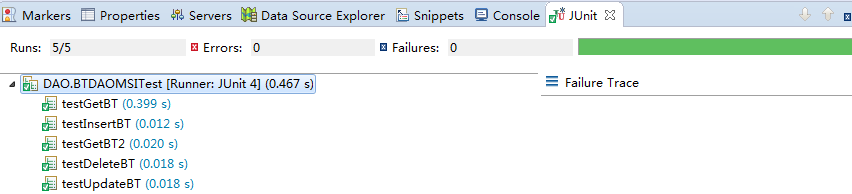 Markers Properties Servers Data Source Explorer Snippets Console JUnit
Runs: 5/5 Errors: 0 Failures: 0
DAO.BTDAOMSITest [Runner: JUnit 4] (0.467 s)
Failure Trace
testGetBT (0.399 s)
testInsertBT (0.012 s)
testGetBT2 (0.020 s)
testDeleteBT (0.018 s)
testUpdateBT (0.018 s)